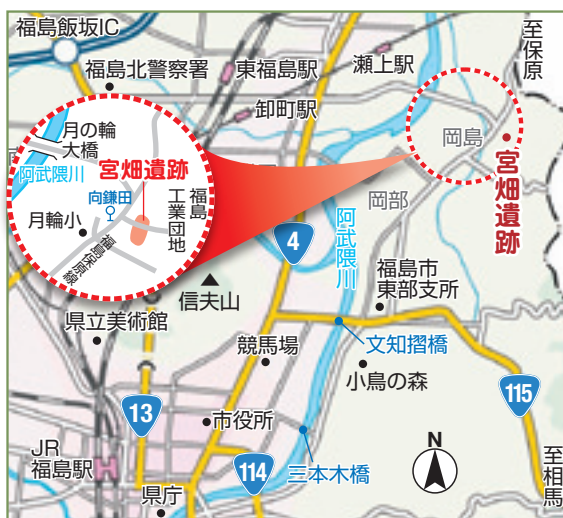 福島飯坂IC
福島北警察署
東福島駅
瀬上駅
至保原
卸町駅
月の輪
大橋
阿武隈川
宮畑遺跡
向鎌田
月輪小
福島
工業団地
福島保原線
岡島
宮畑遺跡
岡部
阿武隈川
4
福島市
東部支所
信夫山
県立美術館
競馬場
文知摺橋
小鳥の森
115
13
市役所
JR
福島駅
114
三本木橋
N
至相馬
県庁